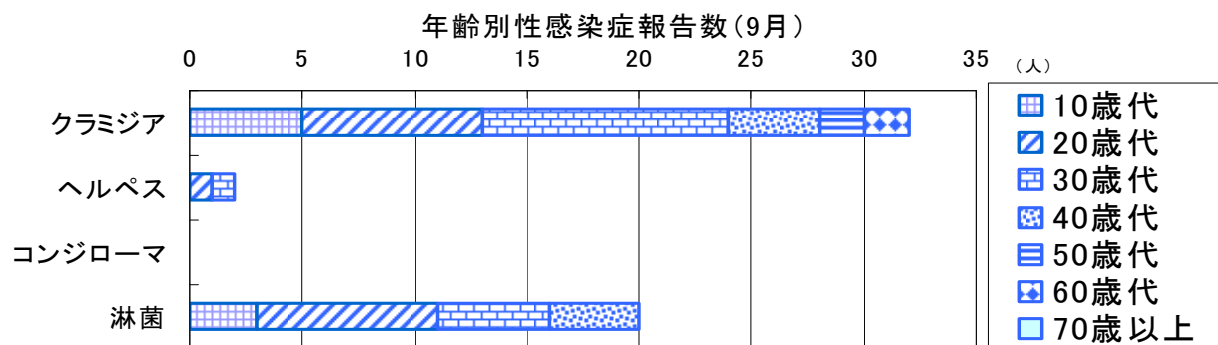 年齢別性感染症報告数(9月)
0 5 10 15 20 25 30 35
(人)
クラミジア
ヘルペス
コンジローマ
淋菌
10歳代
20歳代
30歳代
40歳代
50歳代
60歳代
70歳以上